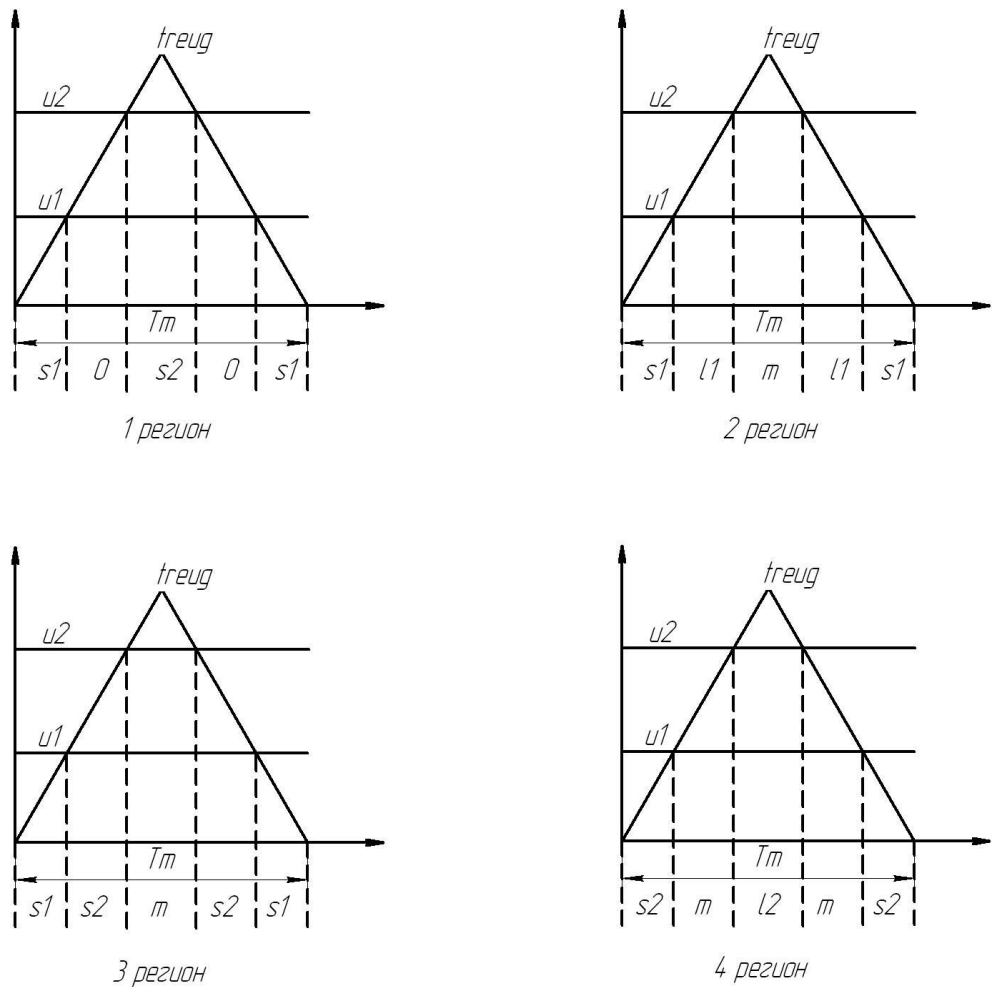 treug
u2
u1
Tm
s1 0 s2 0 s1
1 регион
treug
u2
u1
Tm
s1 l1 m l1 s1
2 регион
treug
u2
u1
Tm
s1 s2 m s2 s1
3 регион
treug
u2
u1
Tm
s2 m l2 m s2
4 регион